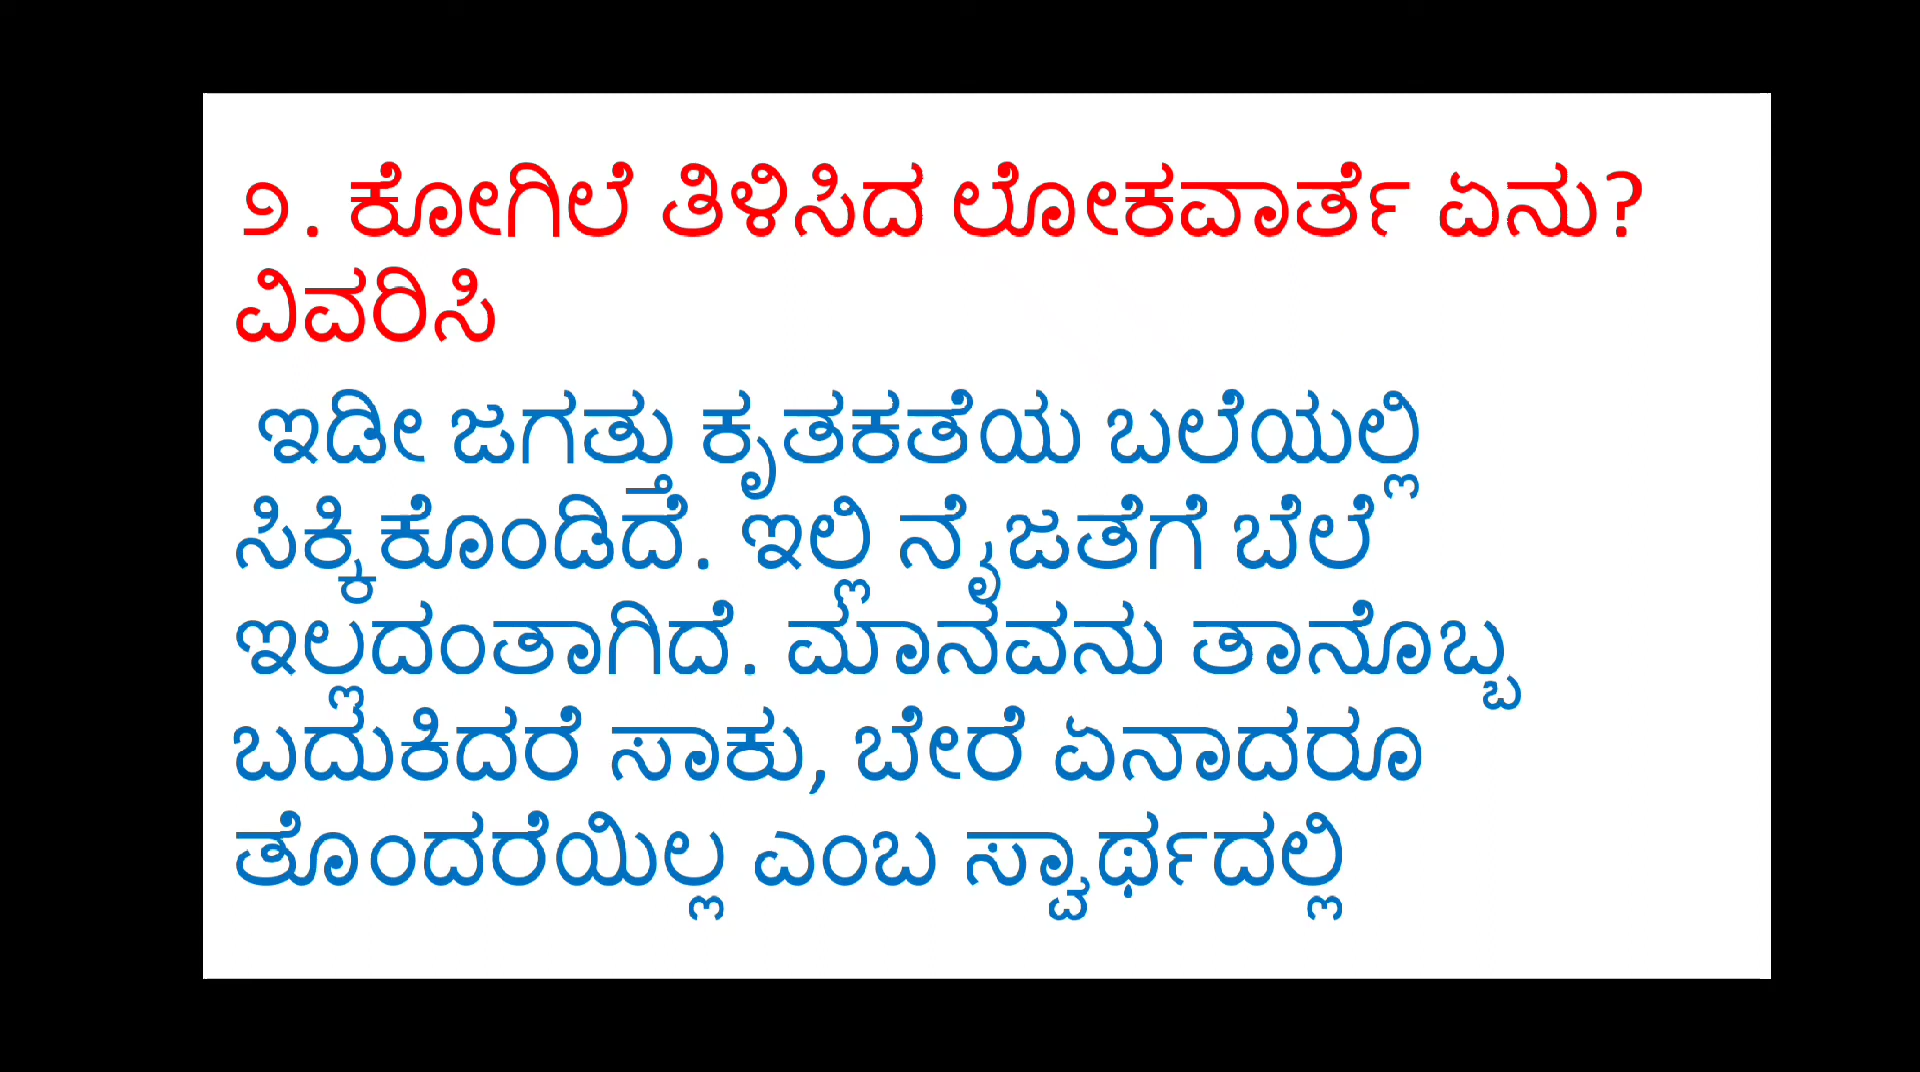 ೨. ಕೋಗಿಲೆ ತಿಳಿಸಿದ ಲೋಕವಾರ್ತೆ ಏನು?
ವಿವರಿಸಿ
ಇಡೀ ಜಗತ್ತು ಕೃತಕತೆಯ ಬಲೆಯಲ್ಲಿ
ಸಿಕ್ಕಿಕೊಂಡಿದೆ. ಇಲ್ಲಿ ನೈಜತೆಗೆ ಬೆಲೆ
ಇಲ್ಲದಂತಾಗಿದೆ. ಮಾನವನು ತಾನೊಬ್ಬ
ಬದುಕಿದರೆ ಸಾಕು, ಬೇರೆ ಏನಾದರೂ
ತೊಂದರೆಯಿಲ್ಲ ಎಂಬ ಸ್ವಾರ್ಥದಲ್ಲಿ